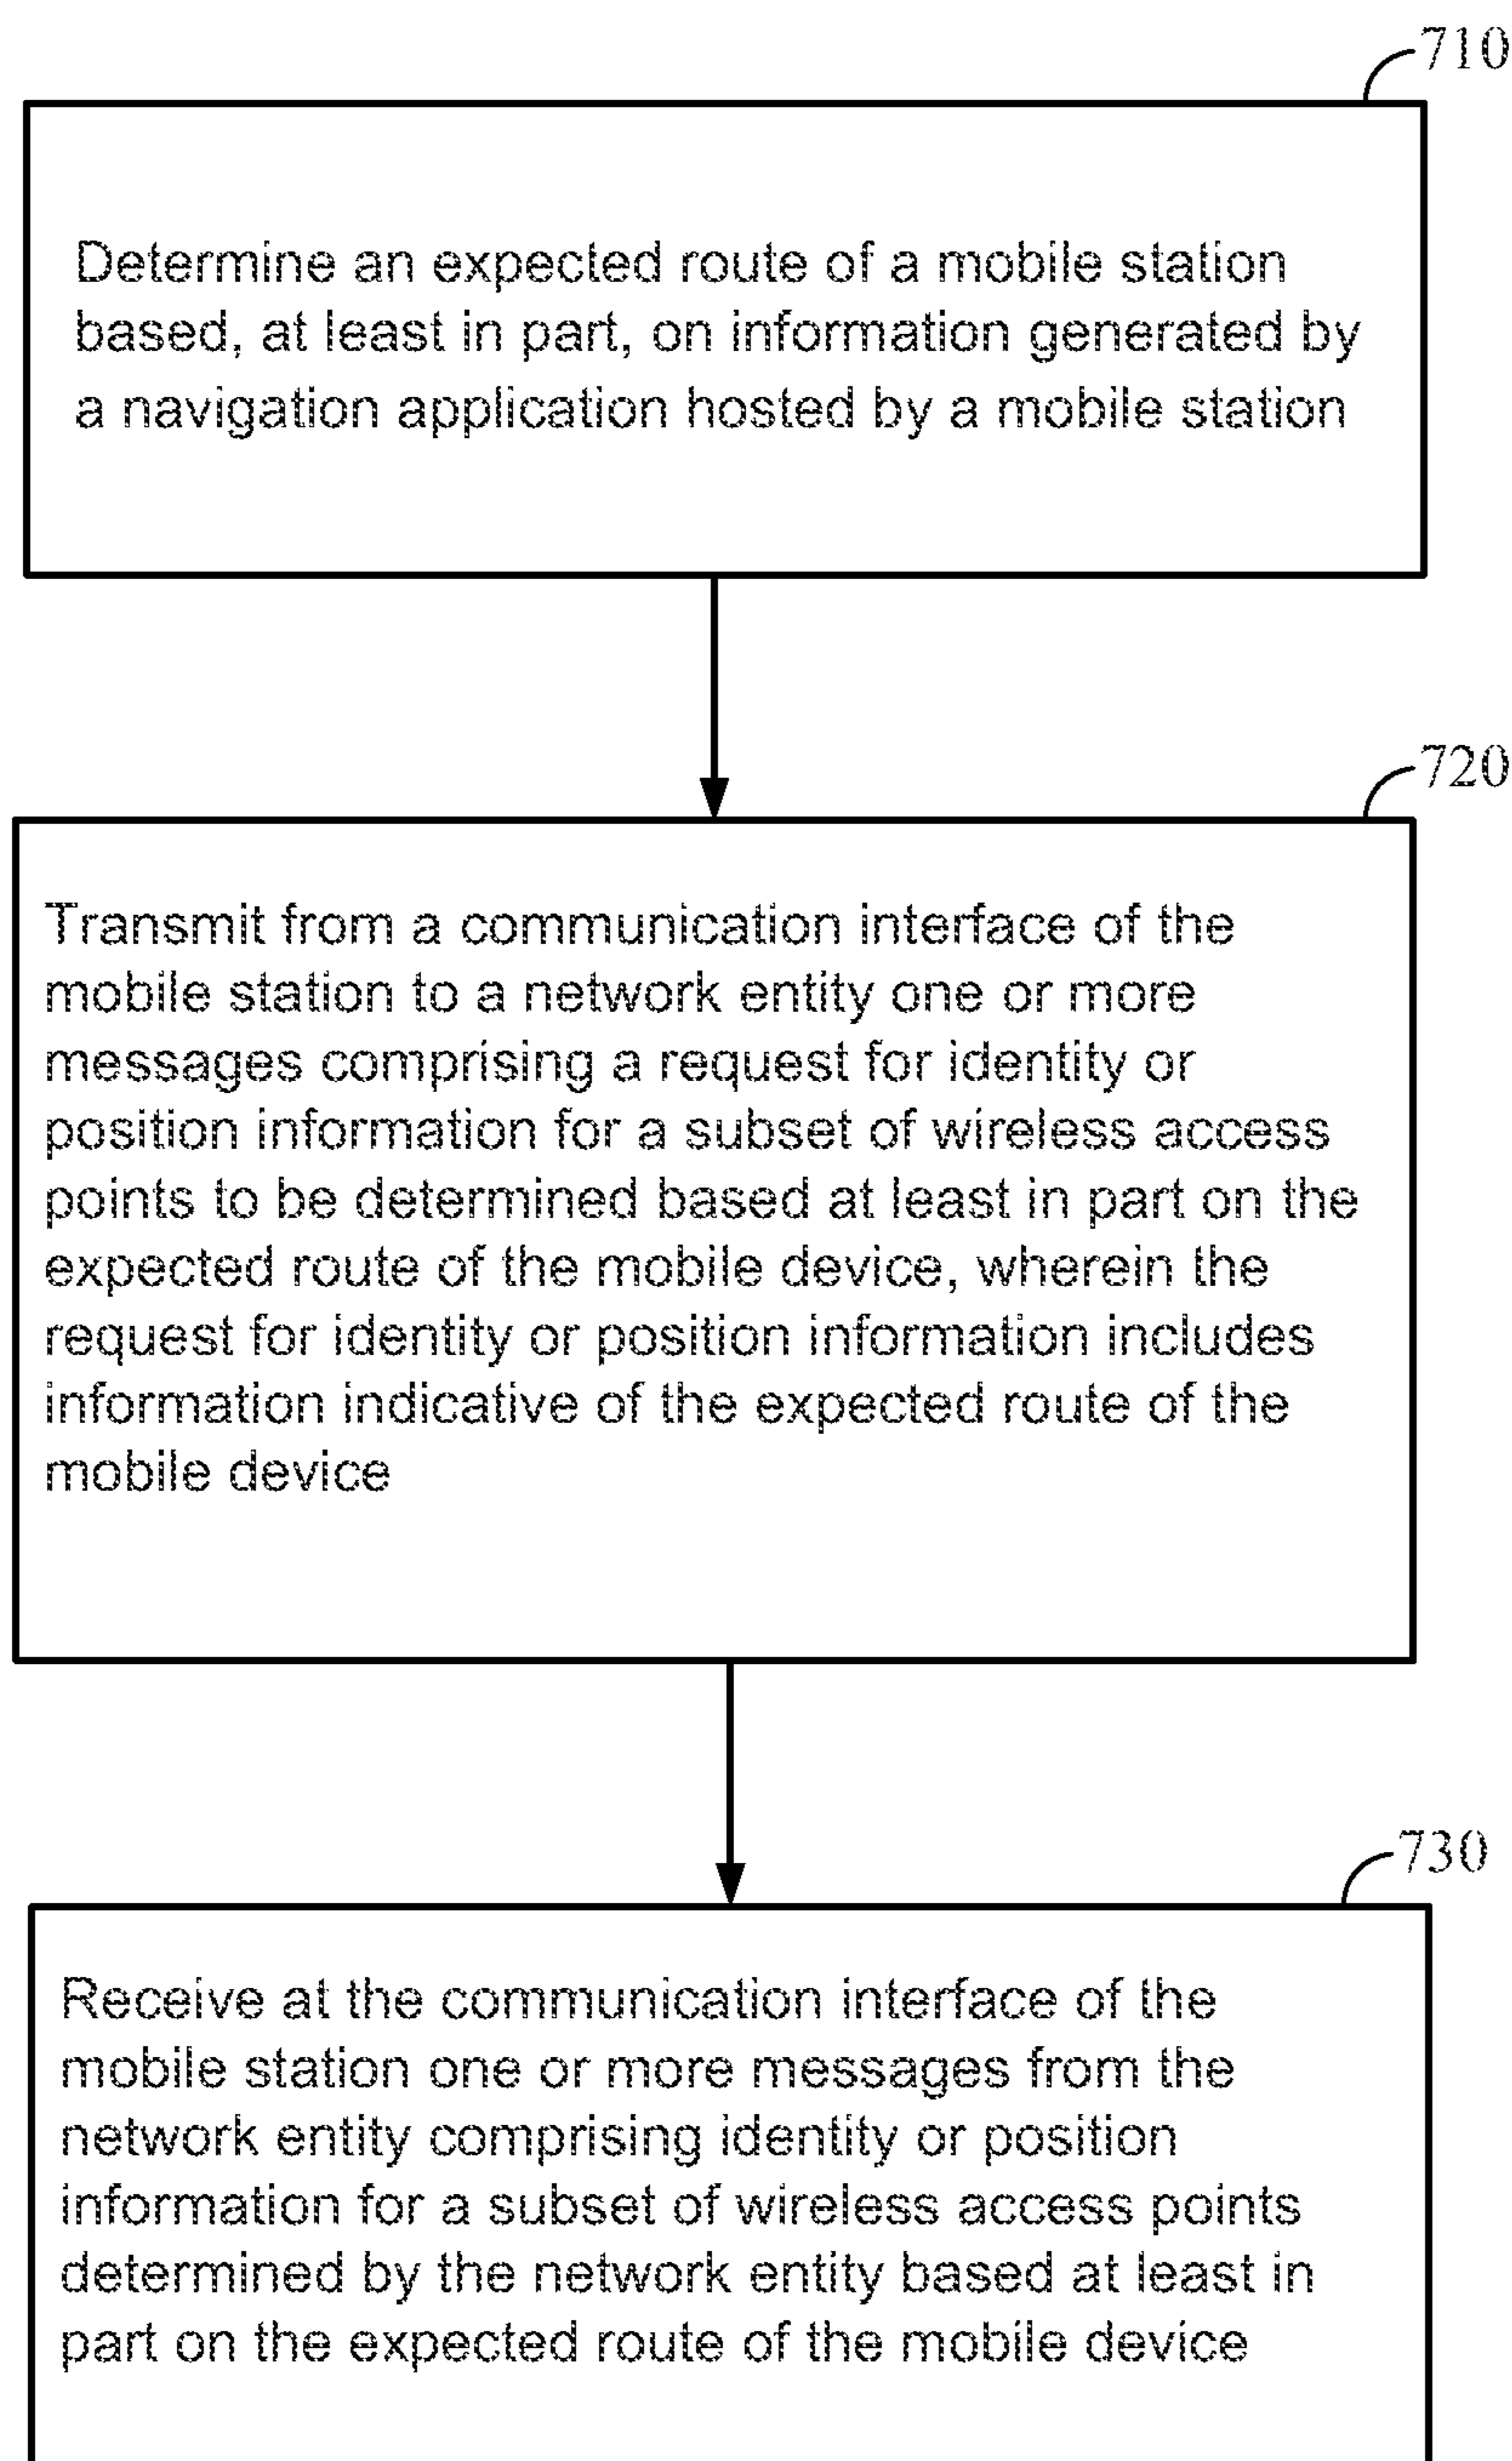 710
Determine an expected route of a mobile station
based, at least in part, on information generated by
a navigation application hosted by a mobile station
720
Transmit from a communication interface of the
mobile station to a network entity one or more
messages comprising a request for identity or
position information for a subset of wireless access
points to be determined based at least in part on the
expected route of the mobile device, wherein the
request for identity or position information includes
information indicative of the expected route of the
mobile device
730
Receive at the communication interface of the
mobile station one or more messages from the
network entity comprising identity or position
information for a subset of wireless access points
determined by the network entity based at least in
part on the expected route of the mobile device